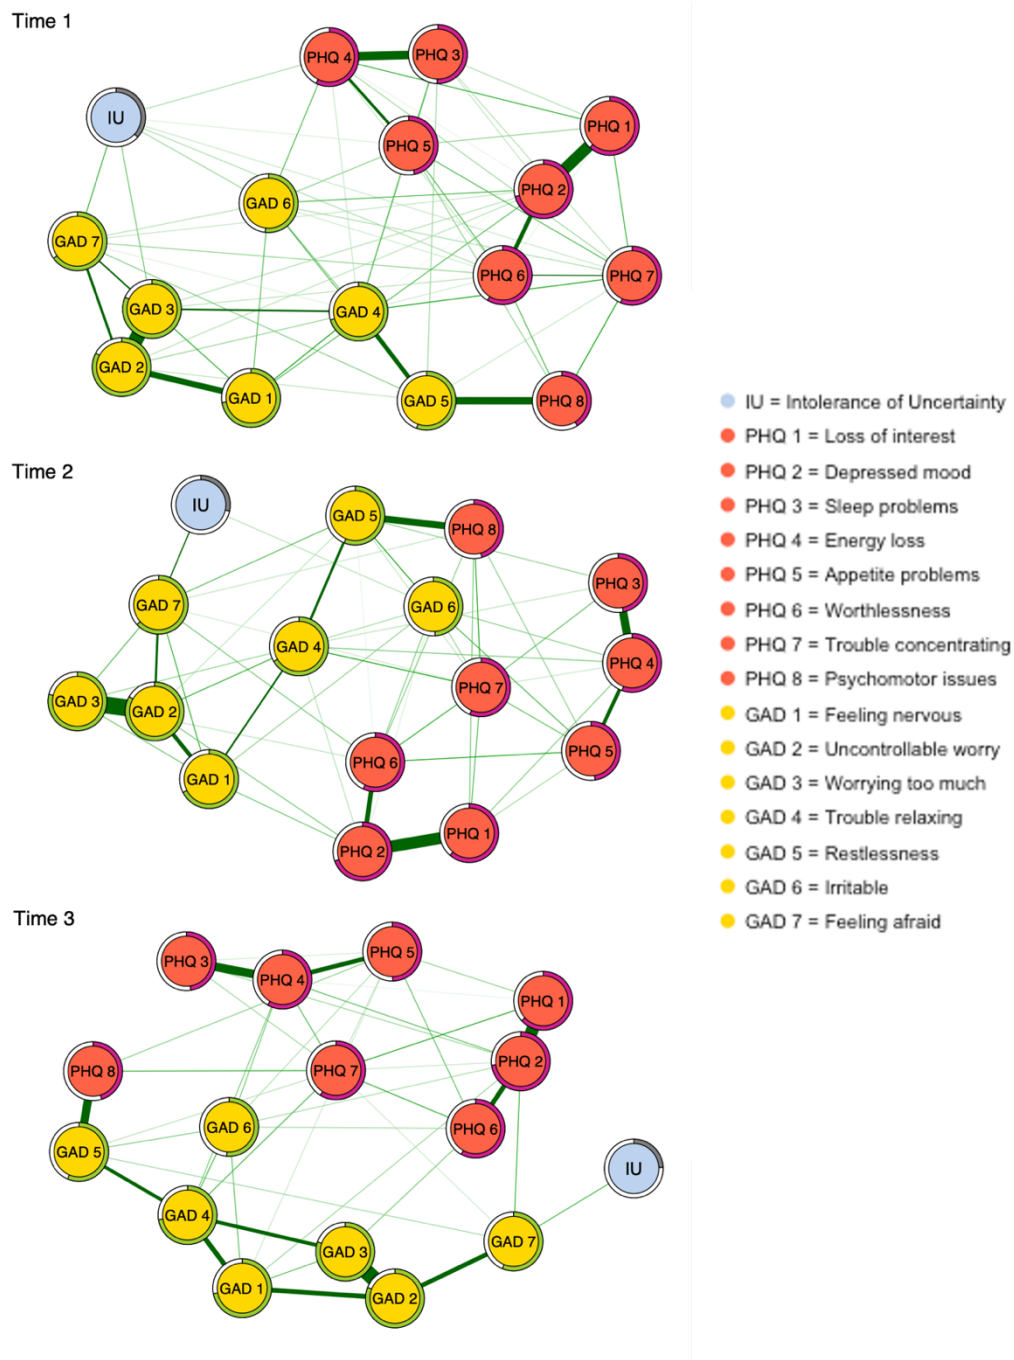 Time 1
PHQ 4
PHQ 3
IU
PHQ 1
PHQ 5
PHQ 2
GAD 6
GAD 7
PHQ 6
PHQ 7
GAD 3
GAD 4
GAD 2
GAD 1
GAD 5
PHQ 8
Time 2
IU
GAD 5
PHQ 8
PHQ 3
GAD 7
GAD 6
GAD 4
PHQ 4
PHQ 7
GAD 3
GAD 2
PHQ 5
PHQ 6
GAD 1
PHQ 1
PHQ 2
Time 3
PHQ 3
PHQ 5
PHQ 4
PHQ 1
PHQ 8
PHQ 7
PHQ 2
GAD 6
PHQ 6
GAD 5
IU
GAD 4
GAD 7
GAD 3
GAD 1
GAD 2
IU = Intolerance of Uncertainty
PHQ 1 = Loss of interest
PHQ 2 = Depressed mood
PHQ 3 = Sleep problems
PHQ 4 = Energy loss
PHQ 5 = Appetite problems
PHQ 6 = Worthlessness
PHQ 7 = Trouble concentrating
PHQ 8 = Psychomotor issues
GAD 1 = Feeling nervous
GAD 2 = Uncontrollable worry
GAD 3 = Worrying too much
GAD 4 = Trouble relaxing
GAD 5 = Restlessness
GAD 6 = Irritable
GAD 7 = Feeling afraid